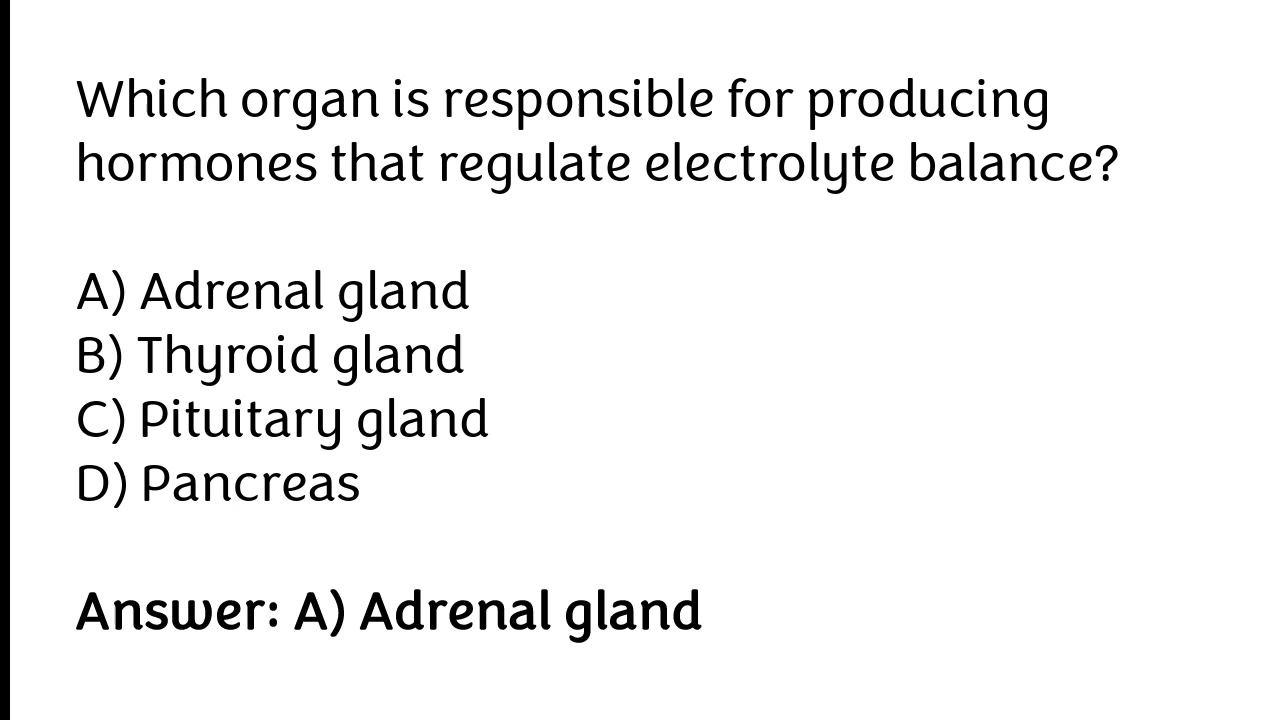 Which organ is responsible for producing
hormones that regulate electrolyte balance?
A) Adrenal gland
B) Thyroid gland
C) Pituitary gland
D) Pancreas
Answer: A) Adrenal gland